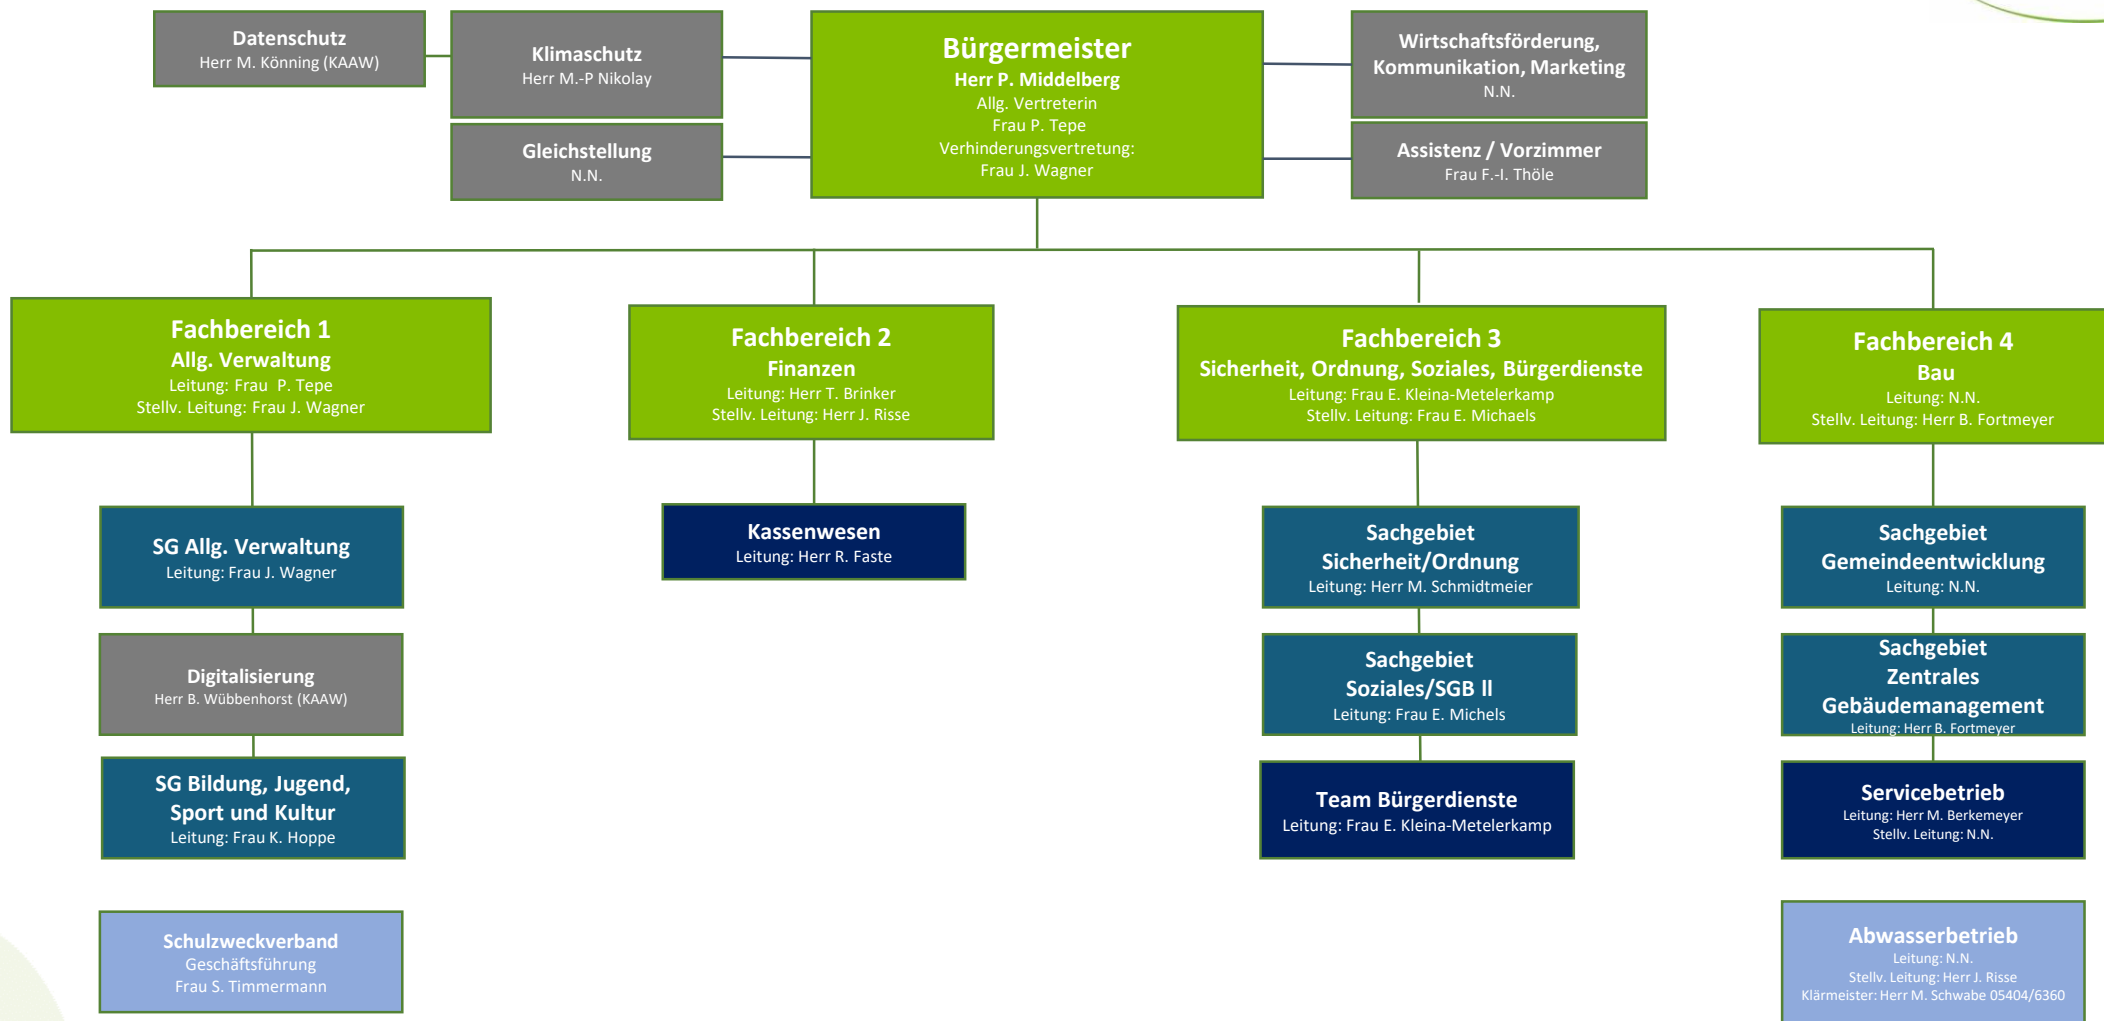 Datenschutz
Herr M. Könning (KAAW)
Klimaschutz
Herr M.-P Nikolay
Gleichstellung
N.N.
Bürgermeister
Herr P. Middelberg
Allg. Vertreterin
Frau P. Tepe
Verhinderungsvertretung:
Frau J. Wagner
Wirtschaftsförderung,
Kommunikation, Marketing
N.N.
Assistenz / Vorzimmer
Frau F.-I. Thöle
Fachbereich 1
Allg. Verwaltung
Leitung: Frau P. Tepe
Stellv. Leitung: Frau J. Wagner
SG Allg. Verwaltung
Leitung: Frau J. Wagner
Digitalisierung
Herr B. Wübbenhorst (KAAW)
SG Bildung, Jugend,
Sport und Kultur
Leitung: Frau K. Hoppe
Schulzweckverband
Geschäftsführung
Frau S. Timmermann
Fachbereich 2
Finanzen
Leitung: Herr T. Brinker
Stellv. Leitung: Herr J. Risse
Kassenwesen
Leitung: Herr R. Faste
Fachbereich 3
Sicherheit, Ordnung, Soziales, Bürgerdienste
Leitung: Frau E. Kleina-Metelerkamp
Stellv. Leitung: Frau E. Michaels
Sachgebiet
Sicherheit/Ordnung
Leitung: Herr M. Schmidtmeier
Sachgebiet
Soziales/SGB ll
Leitung: Frau E. Michels
Team Bürgerdienste
Leitung: Frau E. Kleina-Metelerkamp
Fachbereich 4
Bau
Leitung: N.N.
Stellv. Leitung: Herr B. Fortmeyer
Sachgebiet
Gemeindeentwicklung
Leitung: N.N.
Sachgebiet
Zentrales
Gebäudemanagement
Leitung: Herr B. Fortmeyer
Servicebetrieb
Leitung: Herr M. Berkemeyer
Stellv. Leitung: N.N.
Abwasserbetrieb
Leitung: N.N.
Stellv. Leitung: Herr J. Risse
Klärmeister: Herr M. Schwabe 05404/6360